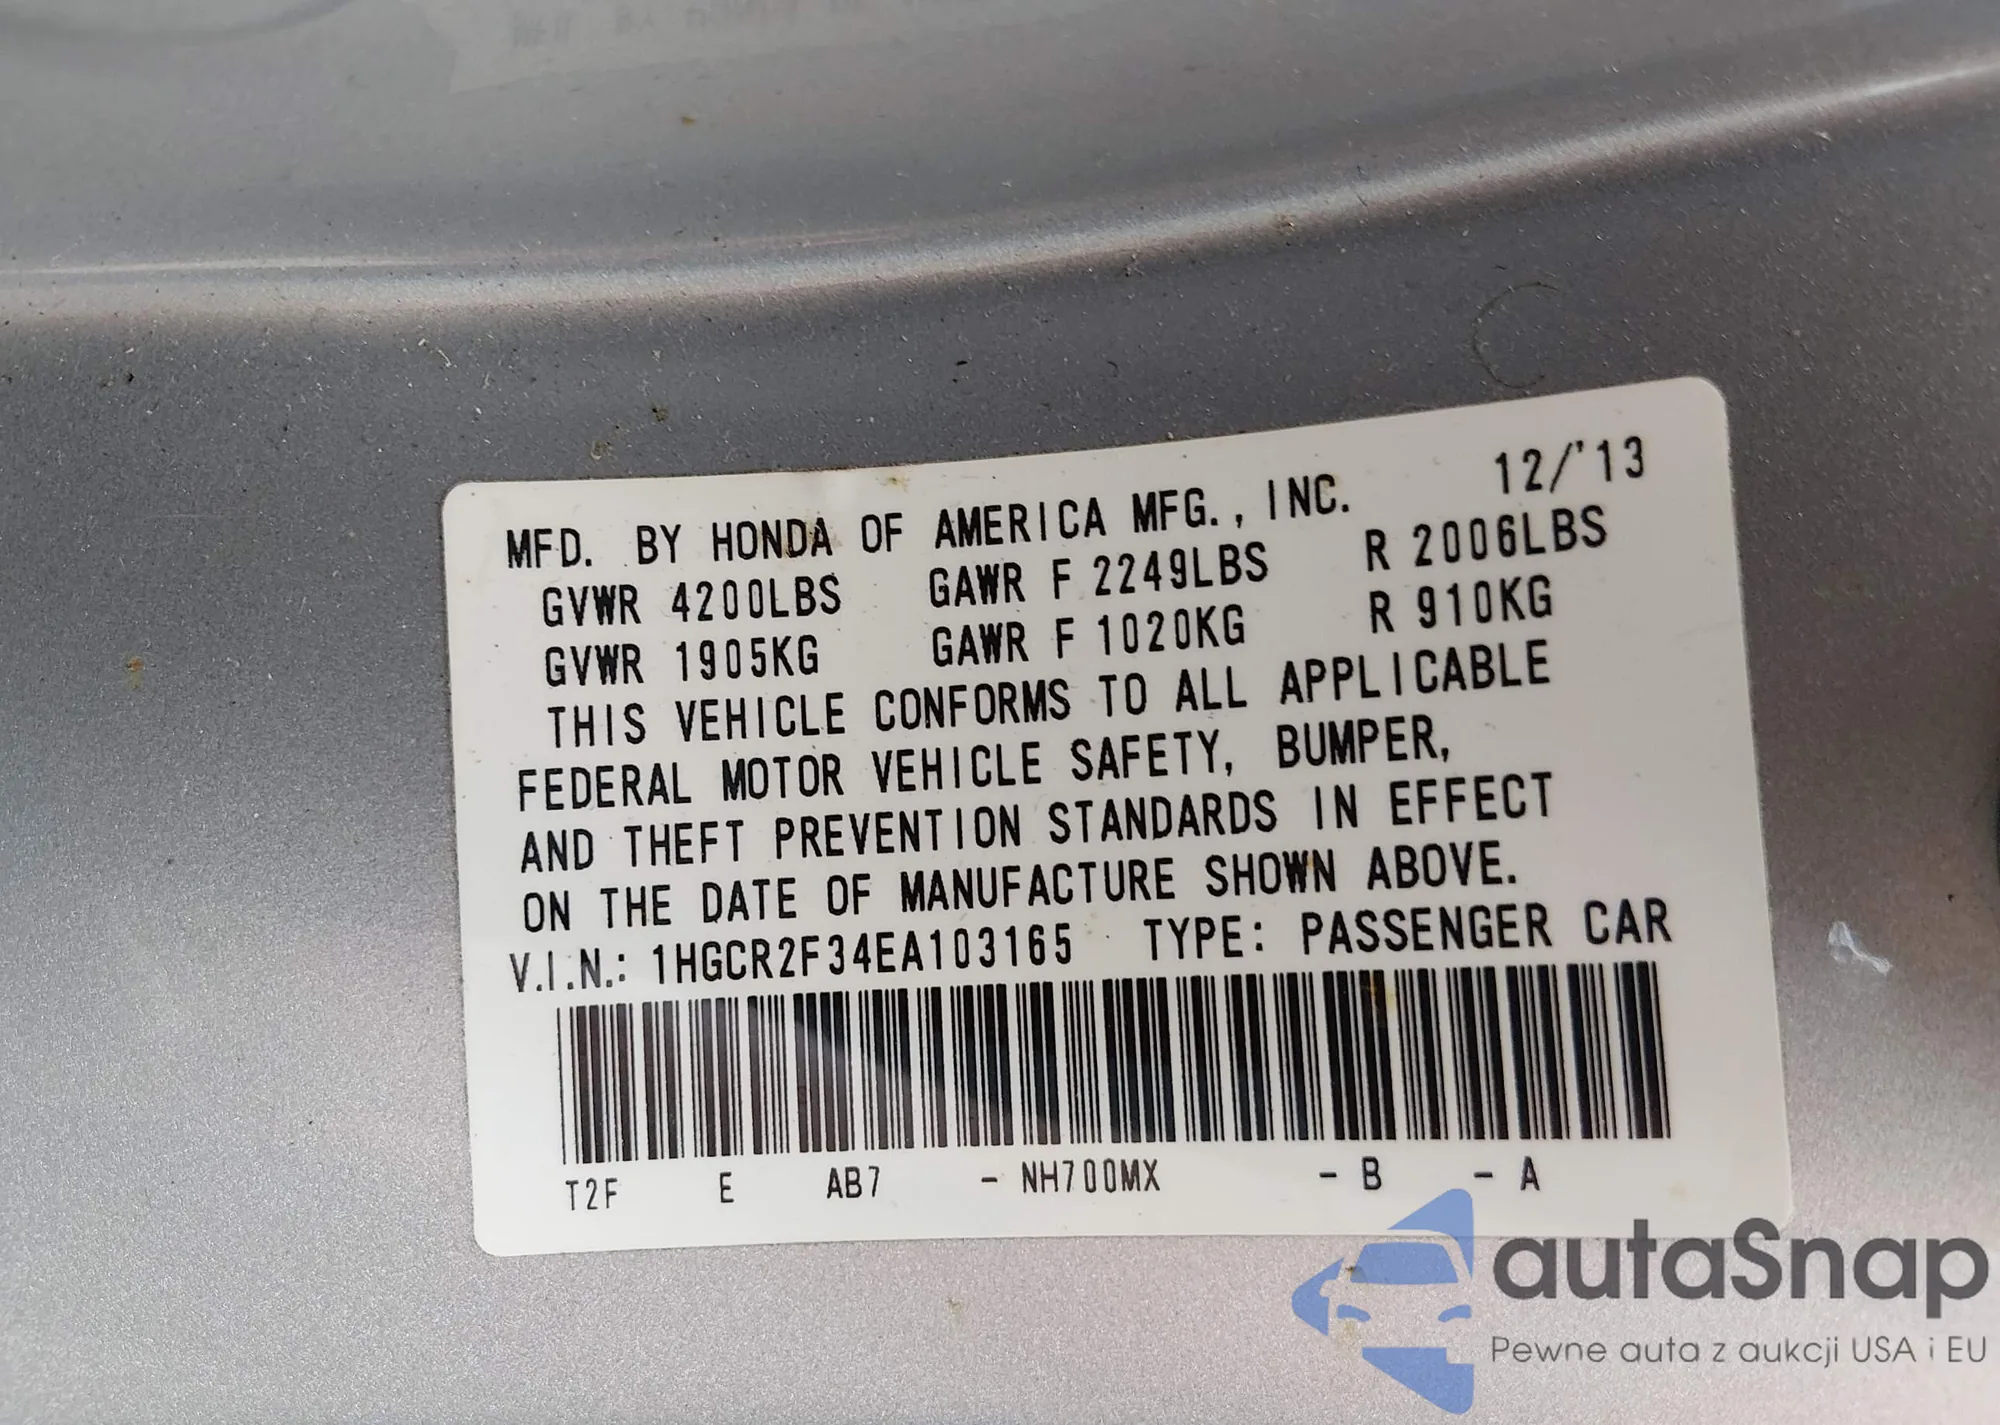 MFD. BY HONDA OF AMERICA MFG., INC. 12/'13
GVWR 4200LBS GAWR F 2249LBS R 2006LBS
GVWR 1905KG GAWR F 1020KG R 910KG
THIS VEHICLE CONFORMS TO ALL APPLICABLE
FEDERAL MOTOR VEHICLE SAFETY, BUMPER,
AND THEFT PREVENTION STANDARDS IN EFFECT
ON THE DATE OF MANUFACTURE SHOWN ABOVE.
V.I.N.: 1HGCR2F34EA103165 TYPE: PASSENGER CAR
T2F E AB7 - NH700MX - B - A
autaSnap
Pewne auta z aukcji USA i EU